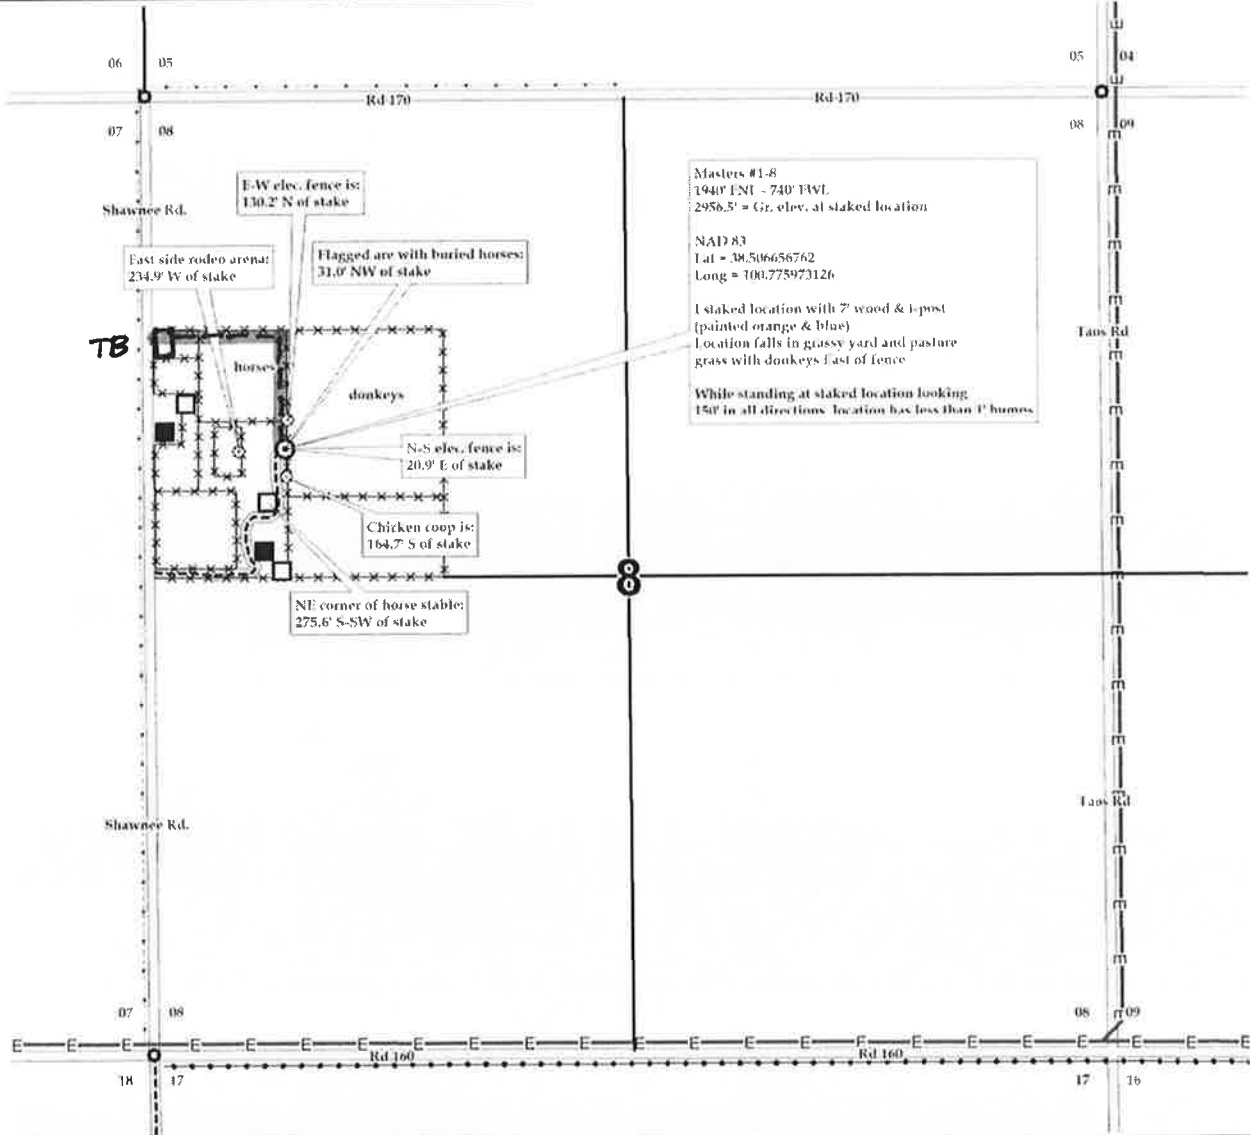 06 05
05 04
Rd 170
Rd 170
07 08
08 09
Masters #1-8
1940' FNL - 740' FWL
2956.5' = Gr. elev. at staked location
NAD 83
Lat = 38.506656762
Long = 100.775973126
I staked location with 7' wood & t-post
(painted orange & blue)
Location falls in grassy yard and pasture
grass with donkeys East of fence
While standing at staked location looking
150' in all directions location has less than 1' bumps
E-W elec. fence is:
130.2' N of stake
Shawnee Rd.
East side rodeo arena:
234.9' W of stake
Flagged are with buried horses:
31.0' NW of stake
TB
Taos Rd
horses
donkeys
N-S elec. fence is:
20.9' E of stake
Chicken coop is:
164.7' S of stake
8
NE corner of horse stable:
275.6' S-SW of stake
Shawnee Rd.
Taos Rd
07 08
08 09
E E E E E E E E E E E E E E E E E E E E E E E
Rd 160
Rd 160
18 17
17 16